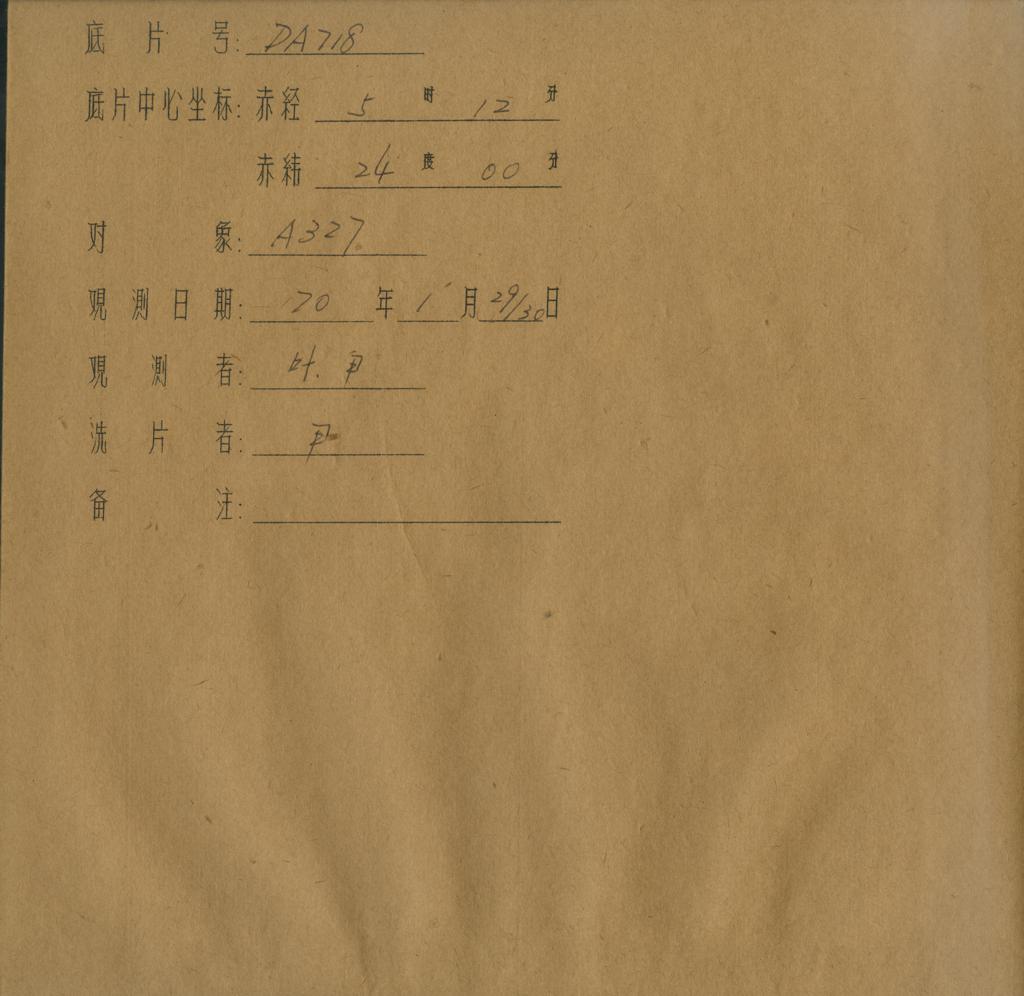 底片号: DA718
底片中心坐标: 赤经 5 时 12 分
赤纬 24 度 00 分
对象: A327
观测日期: 70 年 1 月 29/30 日
观测者: 叶.尹
洗片者: 尹
备注: